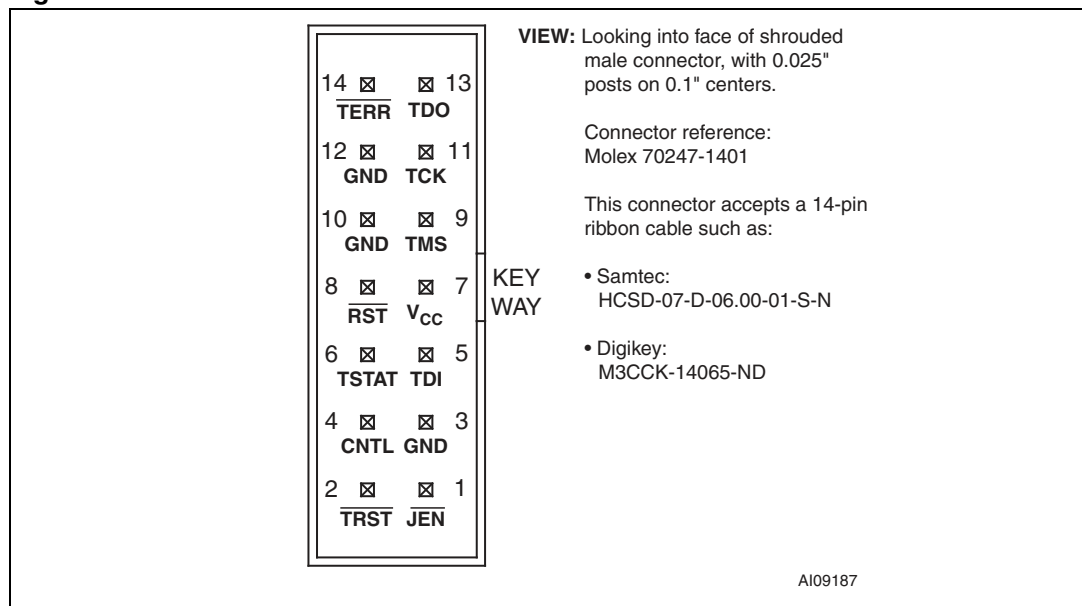 VIEW: Looking into face of shrouded
male connector, with 0.025"
posts on 0.1" centers.
Connector reference:
Molex 70247-1401
This connector accepts a 14-pin
ribbon cable such as:
• Samtec:
HCSD-07-D-06.00-01-S-N
• Digikey:
M3CCK-14065-ND
14 13
TERR TDO
12 11
GND TCK
10 9
GND TMS
8 7
RST VCC
6 5
TSTAT TDI
4 3
CNTL GND
2 1
TRST JEN
KEY
WAY
AI09187